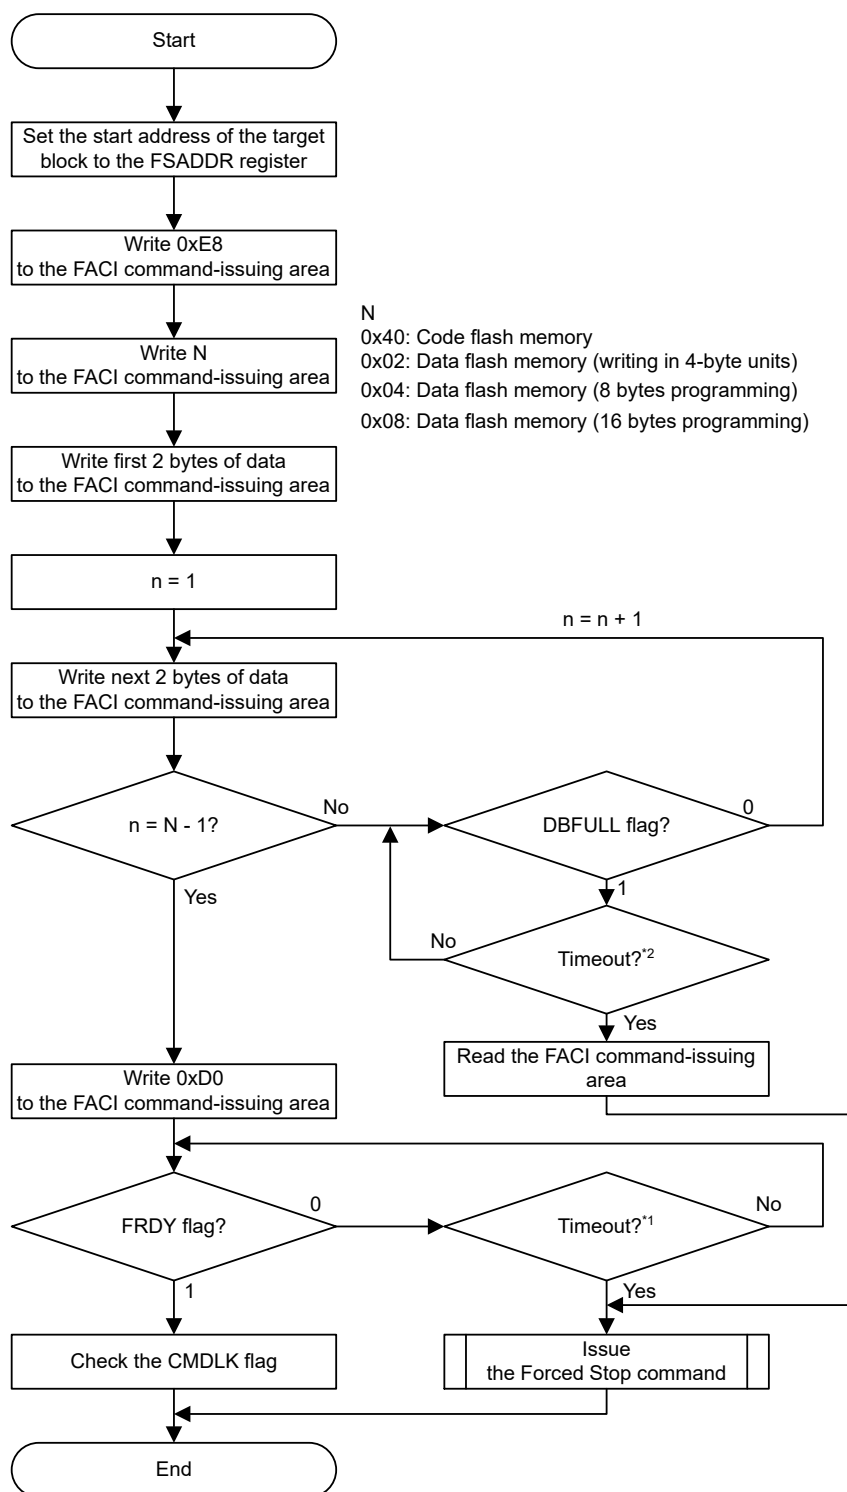 Start
Set the start address of the target
block to the FSADDR register
Write 0xE8
to the FACI command-issuing area
N
0x40: Code flash memory
0x02: Data flash memory (writing in 4-byte units)
0x04: Data flash memory (8 bytes programming)
0x08: Data flash memory (16 bytes programming)
Write N
to the FACI command-issuing area
Write first 2 bytes of data
to the FACI command-issuing area
n = 1
n = n + 1
Write next 2 bytes of data
to the FACI command-issuing area
n = N - 1?
No
DBFULL flag?
0
1
Yes
No
Timeout?*2
Yes
Read the FACI command-issuing
area
Write 0xD0
to the FACI command-issuing area
FRDY flag?
0
Timeout?*1
No
1
Yes
Check the CMDLK flag
Issue
the Forced Stop command
End